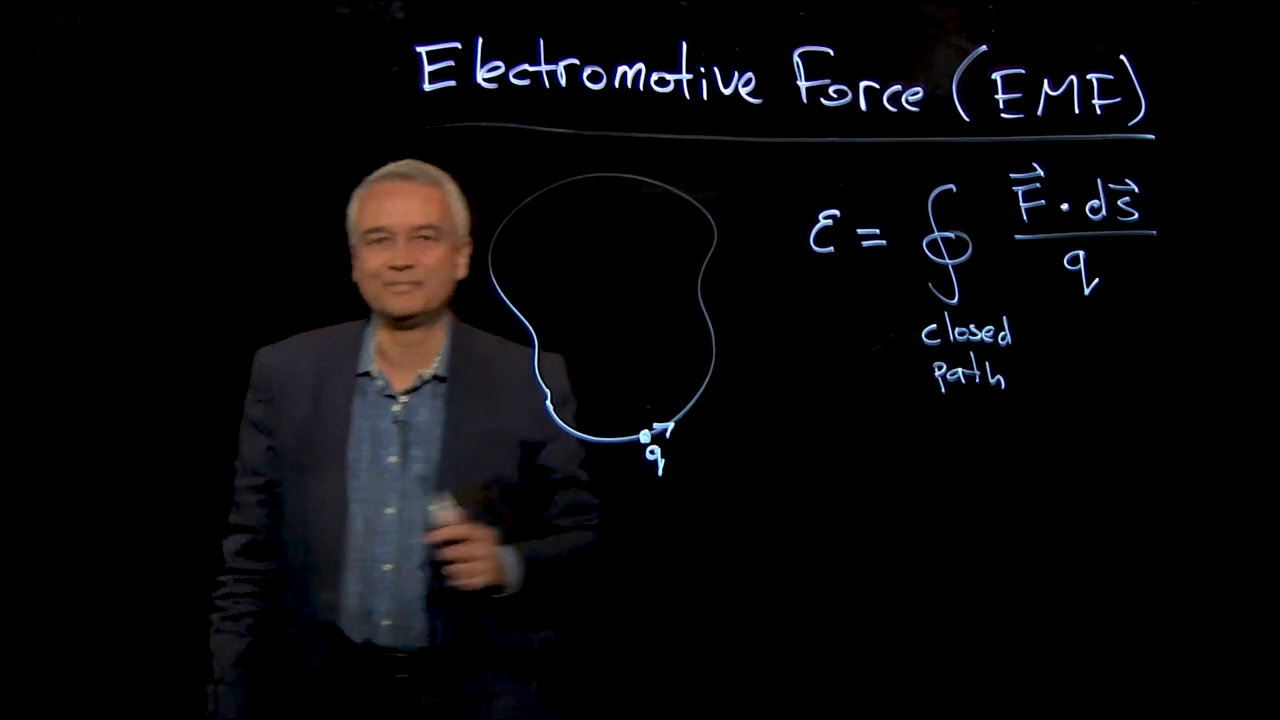 Electromotive Force (EMF)
ℰ = ∮ F⃗ · ds⃗ / q
closed
path
q